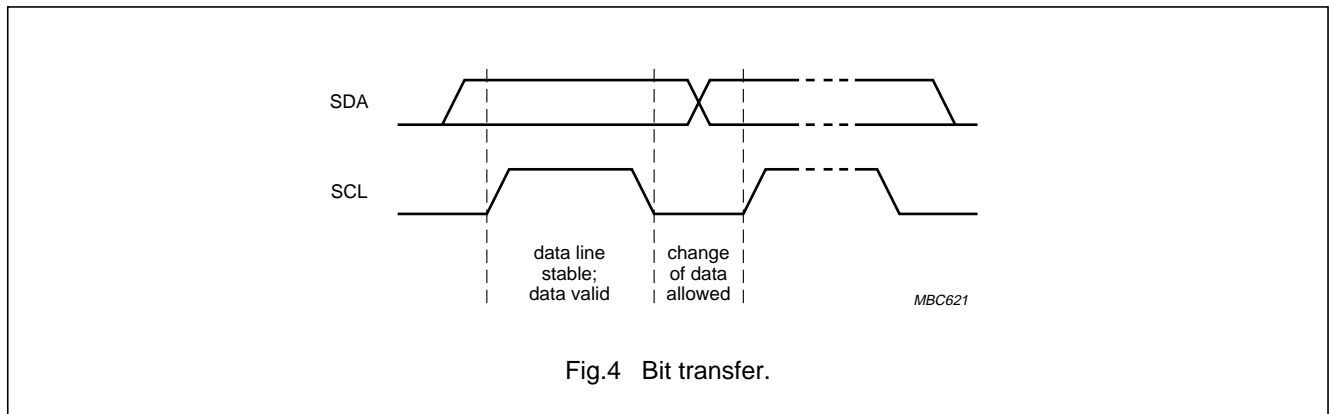 SDA
SCL
data line
stable;
data valid
change
of data
allowed
MBC621
Fig.4 Bit transfer.